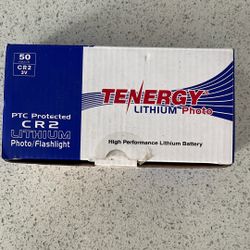 50
CR2
3V
PTC Protected
CR2
LITHIUM
Photo/Flashlight
TENERGY
LITHIUM Photo
High Performance Lithium Battery